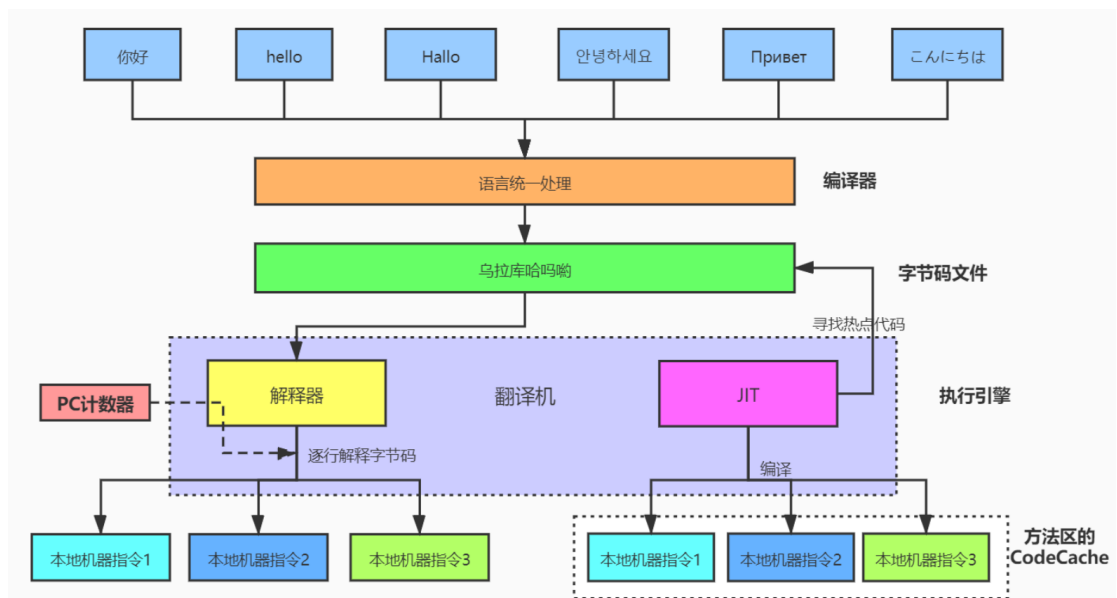 你好
hello
Hallo
안녕하세요
Привет
こんにちは
语言统一处理
编译器
乌拉库哈吗喲
字节码文件
寻找热点代码
解释器
翻译机
JIT
执行引擎
PC计数器
逐行解释字节码
编译
本地机器指令1
本地机器指令2
本地机器指令3
本地机器指令1
本地机器指令2
本地机器指令3
方法区的
CodeCache